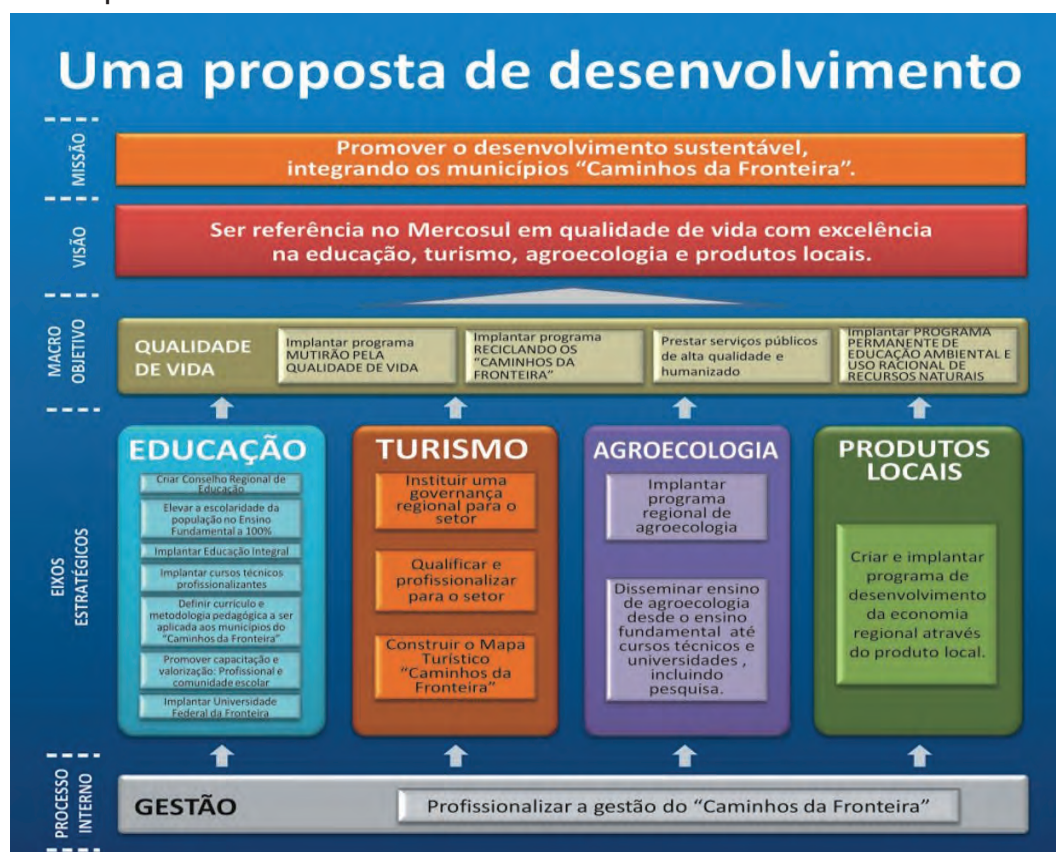 Uma proposta de desenvolvimento
MISSÃO
Promover o desenvolvimento sustentável,
integrando os municípios “Caminhos da Fronteira”.
VISÃO
Ser referência no Mercosul em qualidade de vida com excelência
na educação, turismo, agroecologia e produtos locais.
MACRO
OBJETIVO
QUALIDADE
DE VIDA
Implantar programa
MUTIRÃO PELA
QUALIDADE DE VIDA
Implantar programa
RECICLANDO OS
“CAMINHOS DA
FRONTEIRA”
Prestar serviços públicos
de alta qualidade e
humanizado
Implantar PROGRAMA
PERMANENTE DE
EDUCAÇÃO AMBIENTAL E
USO RACIONAL DE
RECURSOS NATURAIS
EIXOS
ESTRATÉGICOS
EDUCAÇÃO
Criar Conselho Regional de
Educação
Elevar a escolaridade da
população no Ensino
Fundamental a 100%
Implantar Educação Integral
Implantar cursos técnicos
profissionalizantes
Definir currículo e
metodologia pedagógica a ser
aplicada aos municípios do
“Caminhos da Fronteira”.
Promover capacitação e
valorização: Profissional e
comunidade escolar
Implantar Universidade
Federal da Fronteira
TURISMO
Instituir uma
governança
regional para o
setor
Qualificar e
profissionalizar
para o setor
Construir o Mapa
Turístico
“Caminhos da
Fronteira”
AGROECOLOGIA
Implantar
programa
regional de
agroecologia
Disseminar ensino
de agroecologia
desde o ensino
fundamental até
cursos técnicos e
universidades ,
incluindo
pesquisa.
PRODUTOS
LOCAIS
Criar e implantar
programa de
desenvolvimento
da economia
regional através
do produto local.
PROCESSO
INTERNO
GESTÃO
Profissionalizar a gestão do “Caminhos da Fronteira”